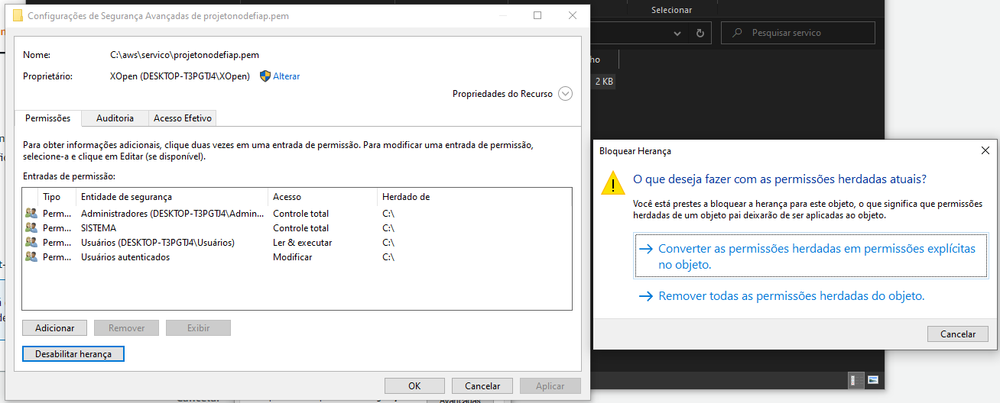 Configurações de Segurança Avançadas de projetonodefiap.pem
Selecionar
Pesquisar servico
Nome:
C:\aws\servico\projetonodefiap.pem
Proprietário:
XOpen (DESKTOP-T3PGTJ4\XOpen)
Alterar
2 KB
Propriedades do Recurso
Permissões
Auditoria
Acesso Efetivo
Para obter informações adicionais, clique duas vezes em uma entrada de permissão. Para modificar uma entrada de permissão,
selecione-a e clique em Editar (se disponível).
Entradas de permissão:
Tipo Entidade de segurança Acesso Herdado de
Perm... Administradores (DESKTOP-T3PGTJ4\Admin... Controle total C:\
Perm... SISTEMA Controle total C:\
Perm... Usuários (DESKTOP-T3PGTJ4\Usuários) Ler & executar C:\
Perm... Usuários autenticados Modificar C:\
Adicionar
Remover
Exibir
Desabilitar herança
OK
Cancelar
Aplicar
Bloquear Herança
O que deseja fazer com as permissões herdadas atuais?
Você está prestes a bloquear a herança para este objeto, o que significa que permissões
herdadas de um objeto pai deixarão de ser aplicadas ao objeto.
Converter as permissões herdadas em permissões explícitas
no objeto.
Remover todas as permissões herdadas do objeto.
Cancelar